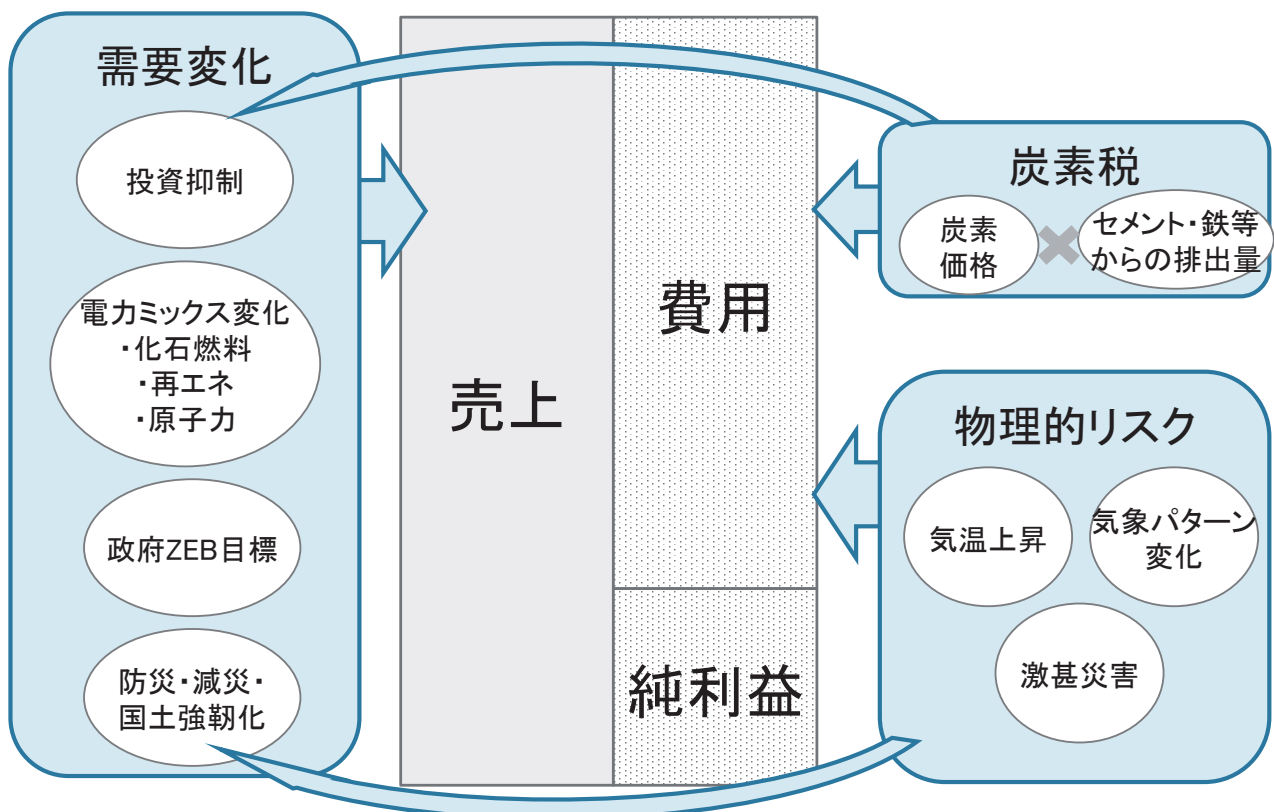 需要変化
投資抑制
電力ミックス変化
・化石燃料
・再エネ
・原子力
政府ZEB目標
防災・減災・
国土強靭化
売上
費用
純利益
炭素税
炭素
価格
セメント・鉄等
からの排出量
物理的リスク
気温上昇
気象パターン
変化
激甚災害